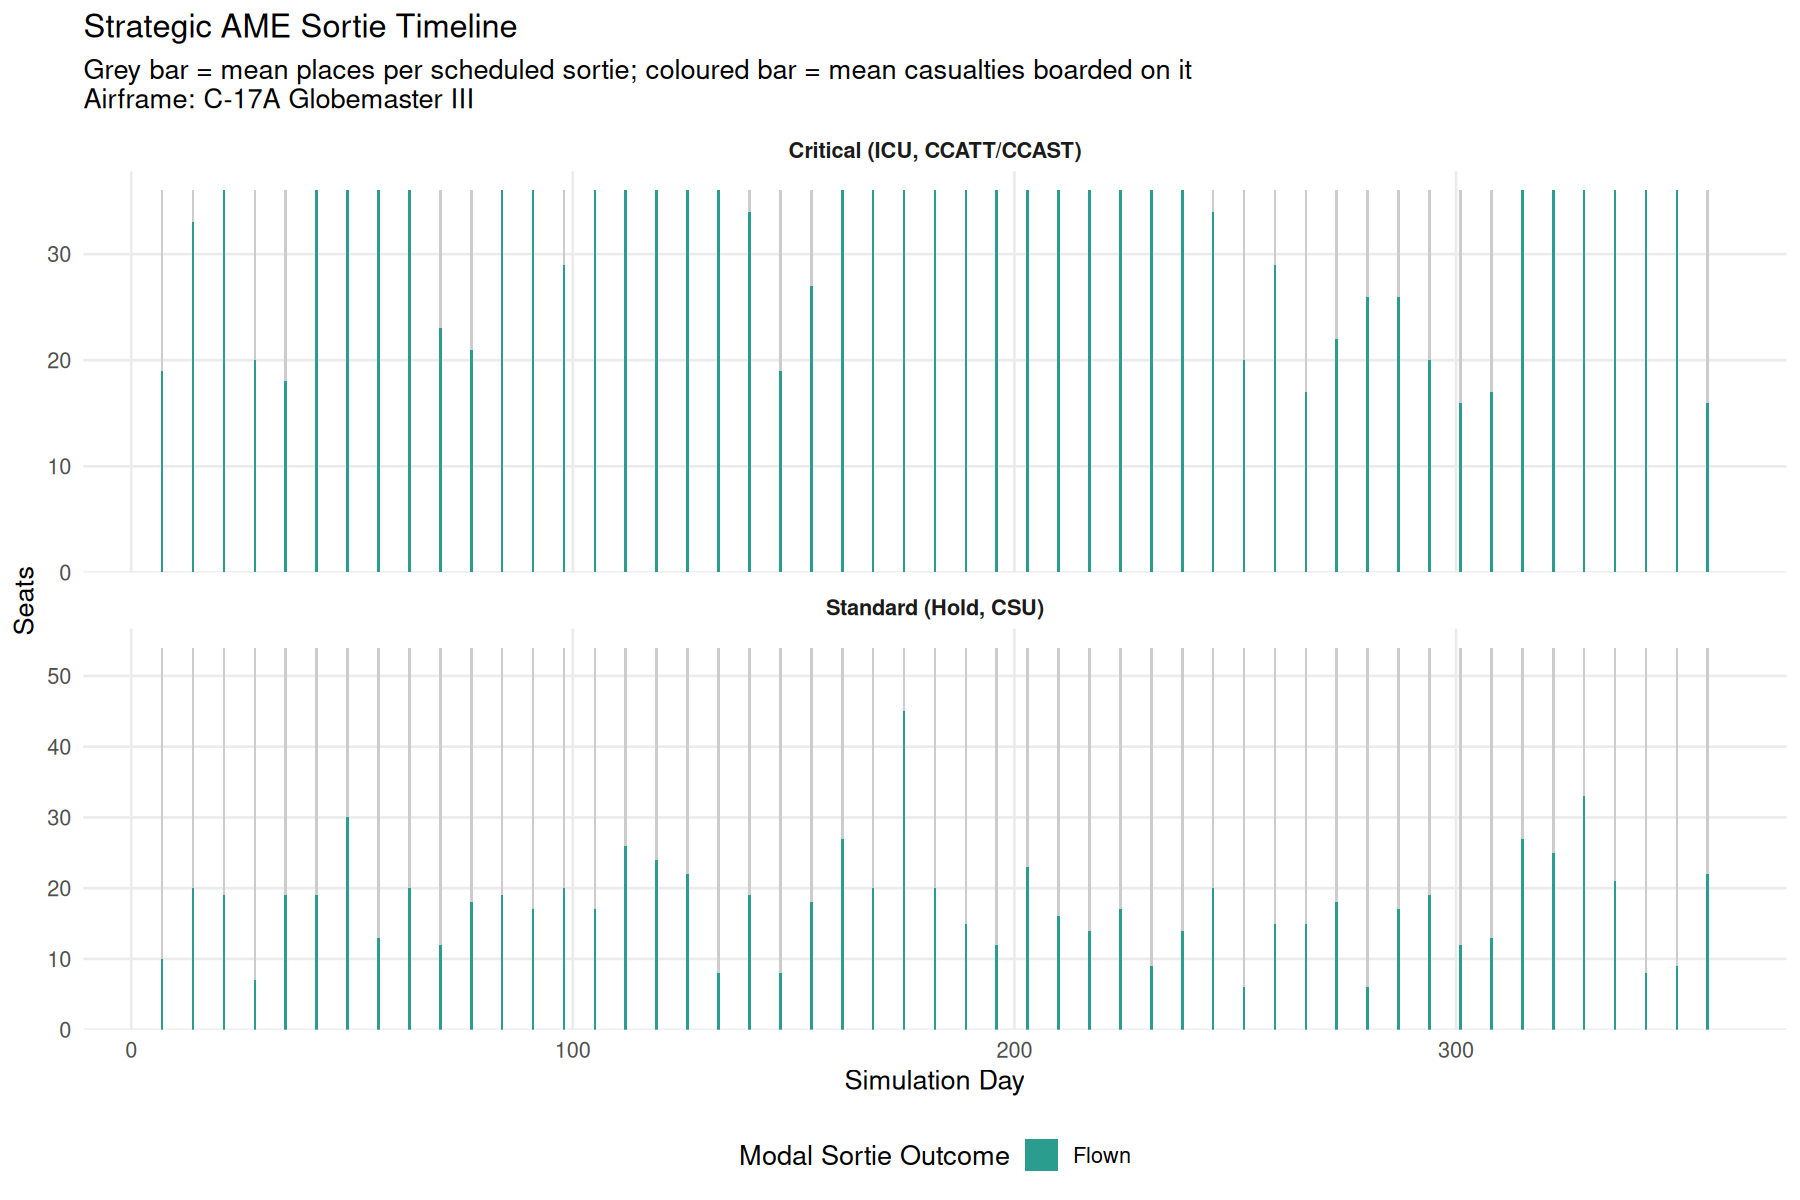 Strategic AME Sortie Timeline
Grey bar = mean places per scheduled sortie; coloured bar = mean casualties boarded on it
Airframe: C-17A Globemaster III
Critical (ICU, CCATT/CCAST)
30
20
10
0
Seats
Standard (Hold, CSU)
50
40
30
20
10
0
0 100 200 300
Simulation Day
Modal Sortie Outcome Flown